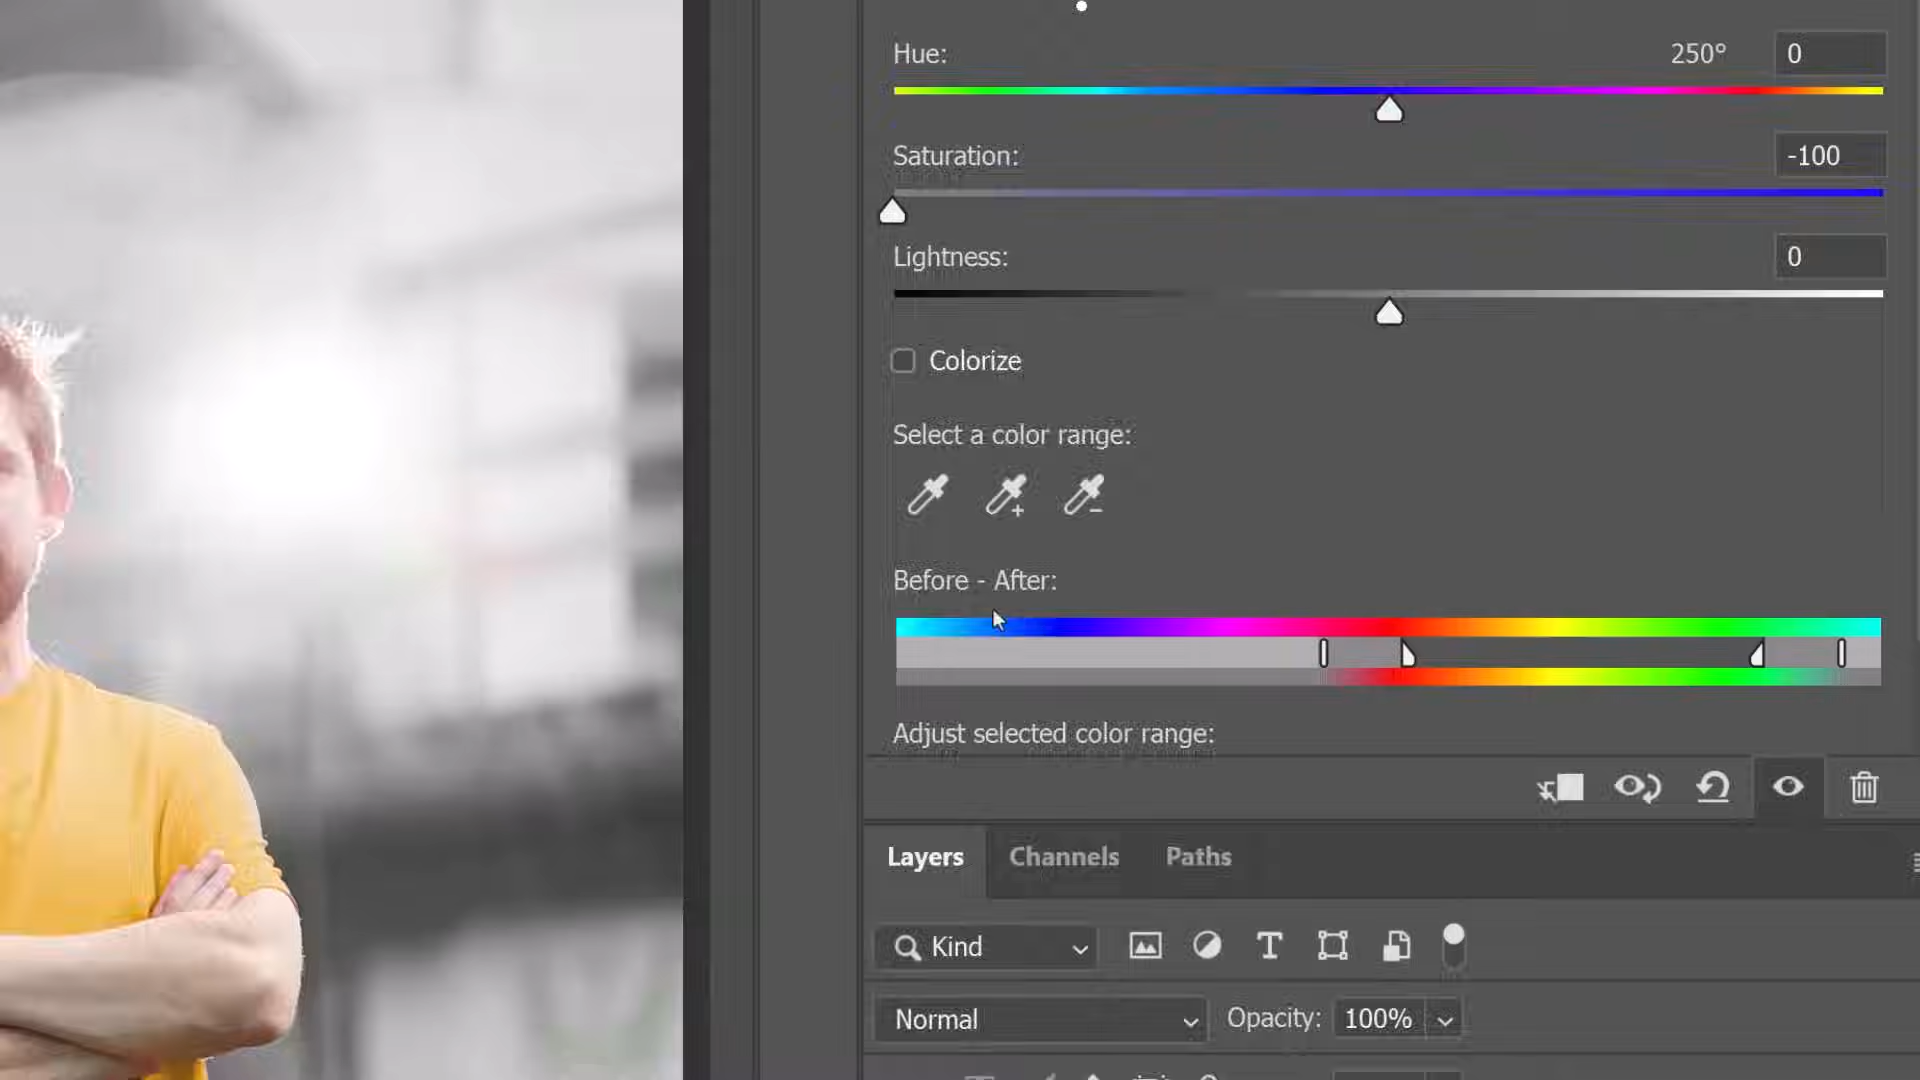 Hue: 250° 0
Saturation: -100
Lightness: 0
Colorize
Select a color range:
Before - After:
Adjust selected color range:
Layers Channels Paths
Kind
Normal Opacity: 100%